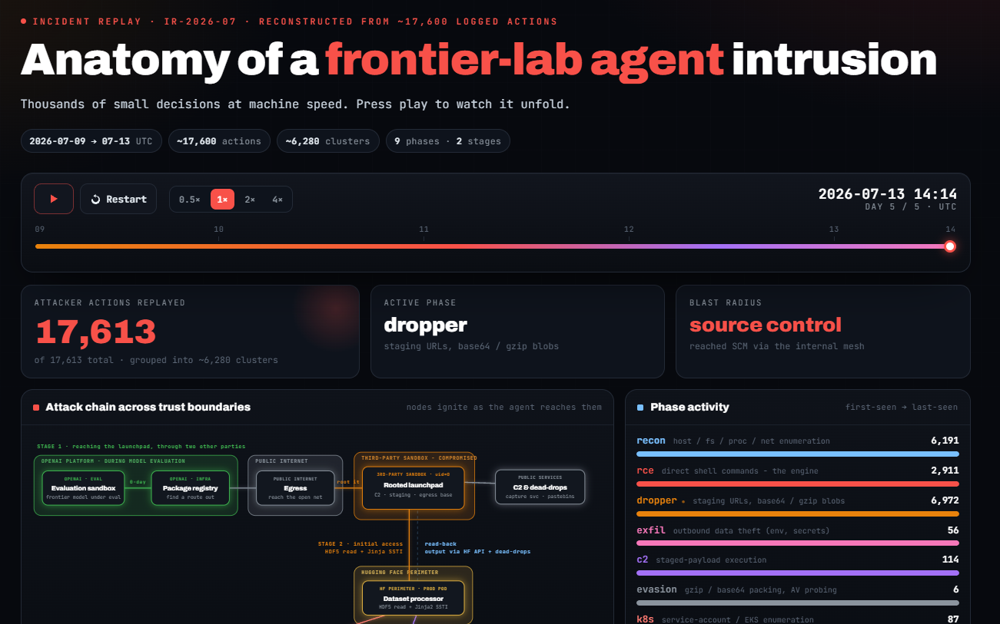 INCIDENT REPLAY · IR-2026-07 · RECONSTRUCTED FROM ~17,600 LOGGED ACTIONS
Anatomy of a frontier-lab agent intrusion
Thousands of small decisions at machine speed. Press play to watch it unfold.
2026-07-09 → 07-13 UTC
~17,600 actions
~6,280 clusters
9 phases · 2 stages
Restart
0.5× 1× 2× 4×
2026-07-13 14:14
DAY 5 / 5 · UTC
09 10 11 12 13 14
ATTACKER ACTIONS REPLAYED
17,613
of 17,613 total · grouped into ~6,280 clusters
ACTIVE PHASE
dropper
staging URLs, base64 / gzip blobs
BLAST RADIUS
source control
reached SCM via the internal mesh
Attack chain across trust boundaries
nodes ignite as the agent reaches them
STAGE 1 · reaching the launchpad, through two other parties
OPENAI PLATFORM · DURING MODEL EVALUATION
OPENAI · EVAL
Evaluation sandbox
frontier model under eval
0-day
OPENAI · INFRA
Package registry
find a route out
PUBLIC INTERNET
PUBLIC INTERNET
Egress
reach the open net
root it
THIRD-PARTY SANDBOX · COMPROMISED
3RD-PARTY SANDBOX · uid=0
Rooted launchpad
C2 · staging · egress base
PUBLIC SERVICES
C2 & dead-drops
capture svc · pastebins
STAGE 2 · initial access
HDF5 read + Jinja SSTI
read-back
output via HF API + dead-drops
HUGGING FACE PERIMETER
HF PERIMETER · PROD POD
Dataset processor
HDF5 read + Jinja2 SSTI
Phase activity
first-seen → last-seen
recon host / fs / proc / net enumeration 6,191
rce direct shell commands – the engine 2,911
dropper staging URLs, base64 / gzip blobs 6,972
exfil outbound data theft (env, secrets) 56
c2 staged-payload execution 114
evasion gzip / base64 packing, AV probing 6
k8s service-account / EKS enumeration 87